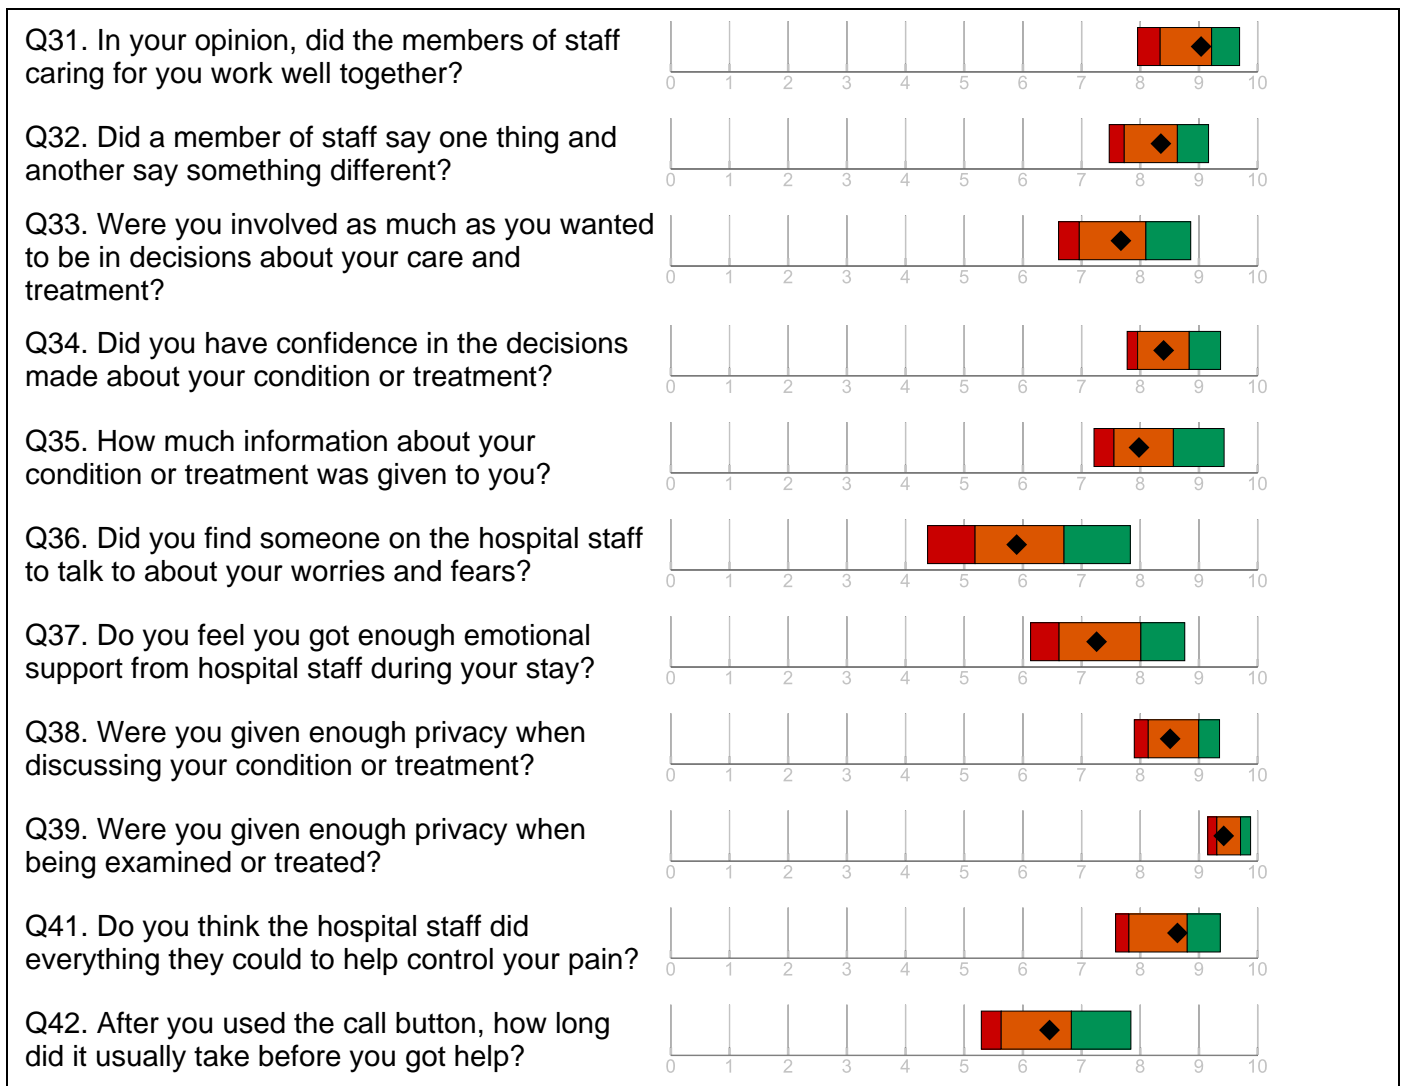 Q31. In your opinion, did the members of staff
caring for you work well together?
0 1 2 3 4 5 6 7 8 9 10
Q32. Did a member of staff say one thing and
another say something different?
0 1 2 3 4 5 6 7 8 9 10
Q33. Were you involved as much as you wanted
to be in decisions about your care and
treatment?
0 1 2 3 4 5 6 7 8 9 10
Q34. Did you have confidence in the decisions
made about your condition or treatment?
0 1 2 3 4 5 6 7 8 9 10
Q35. How much information about your
condition or treatment was given to you?
0 1 2 3 4 5 6 7 8 9 10
Q36. Did you find someone on the hospital staff
to talk to about your worries and fears?
0 1 2 3 4 5 6 7 8 9 10
Q37. Do you feel you got enough emotional
support from hospital staff during your stay?
0 1 2 3 4 5 6 7 8 9 10
Q38. Were you given enough privacy when
discussing your condition or treatment?
0 1 2 3 4 5 6 7 8 9 10
Q39. Were you given enough privacy when
being examined or treated?
0 1 2 3 4 5 6 7 8 9 10
Q41. Do you think the hospital staff did
everything they could to help control your pain?
0 1 2 3 4 5 6 7 8 9 10
Q42. After you used the call button, how long
did it usually take before you got help?
0 1 2 3 4 5 6 7 8 9 10